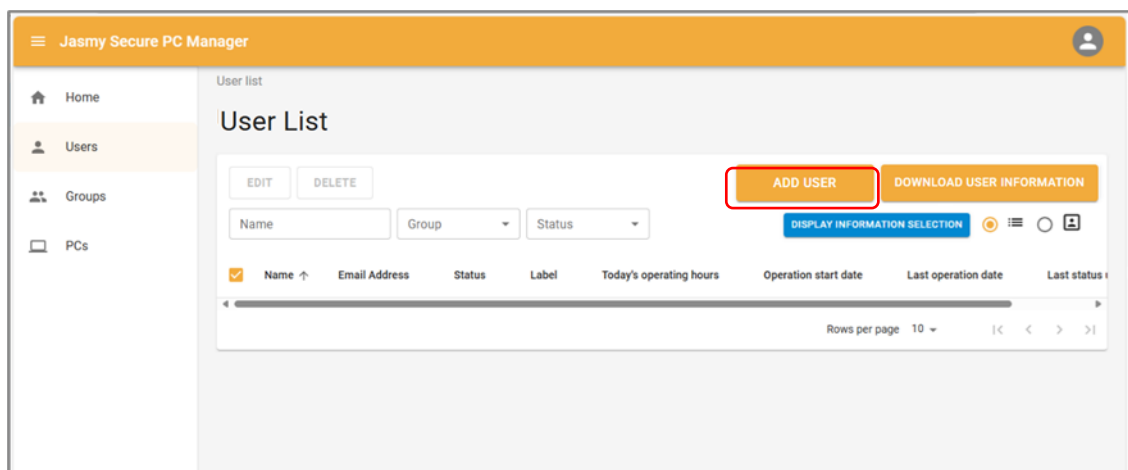 Jasmy Secure PC Manager
Home
Users
Groups
PCs
User list
User List
EDIT DELETE ADD USER DOWNLOAD USER INFORMATION
Name Group Status DISPLAY INFORMATION SELECTION
Name Email Address Status Label Today's operating hours Operation start date Last operation date Last status
Rows per page 10